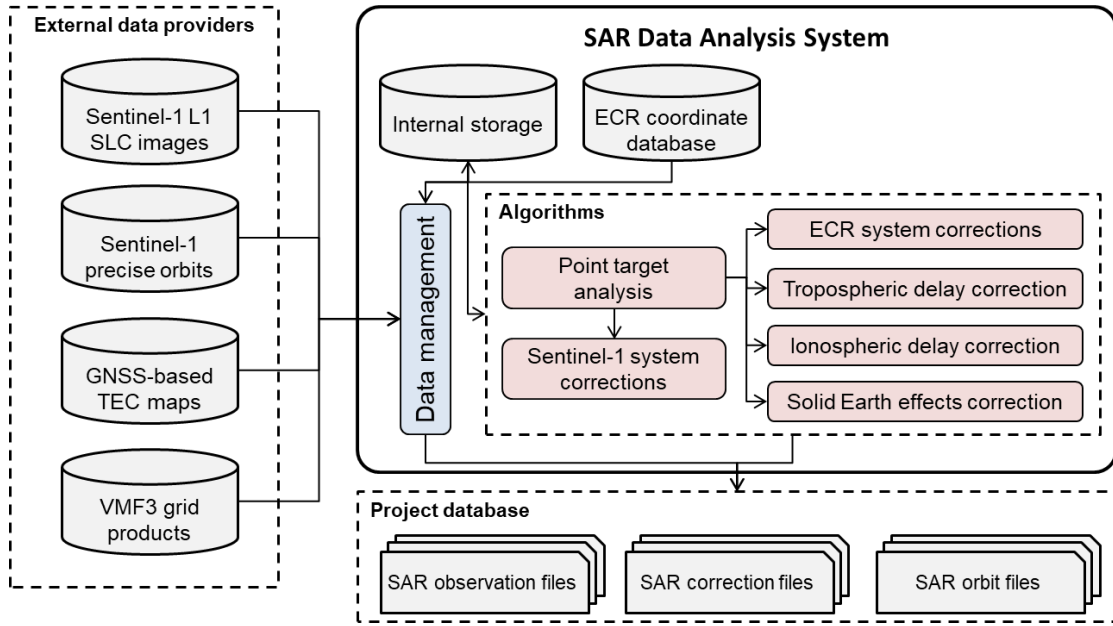 External data providers
Sentinel-1 L1
SLC images
Sentinel-1
precise orbits
GNSS-based
TEC maps
VMF3 grid
products
SAR Data Analysis System
Internal storage
ECR coordinate
database
Data management
Algorithms
Point target
analysis
Sentinel-1 system
corrections
ECR system corrections
Tropospheric delay correction
Ionospheric delay correction
Solid Earth effects correction
Project database
SAR observation files
SAR correction files
SAR orbit files